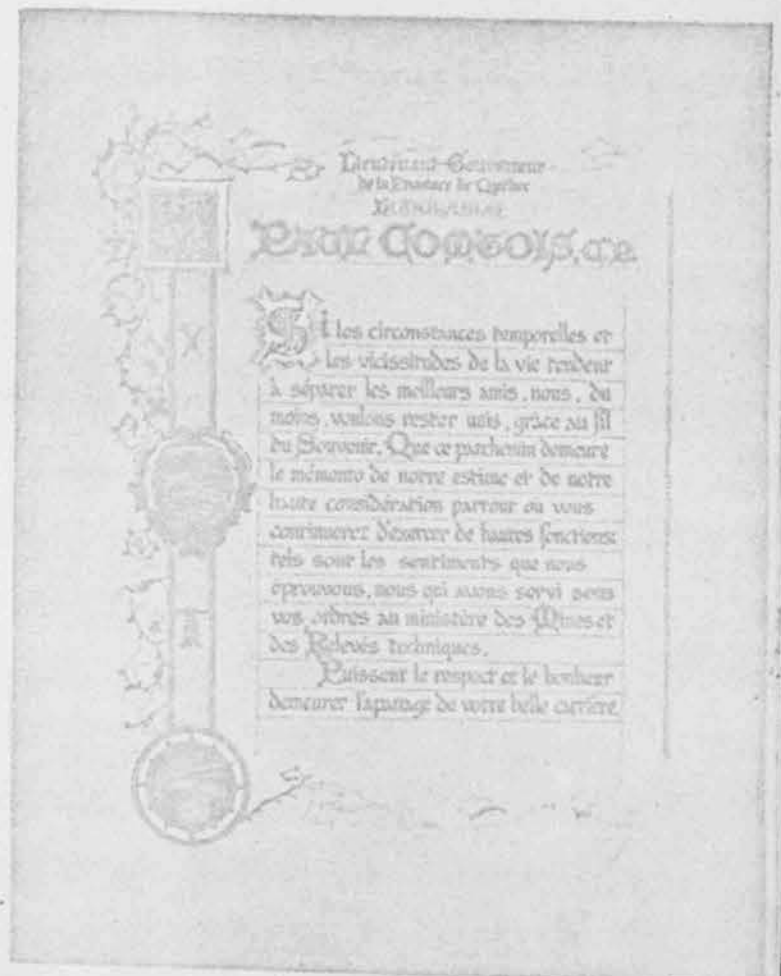 Lieutenant-Gouverneur
de la Province de Québec
PAUL COMTOIS, C.P.
Si les circonstances temporelles et
les vicissitudes de la vie tendent
à séparer les meilleurs amis, nous, du
moins, voulons rester unis, grâce au fil
du Souvenir. Que ce parchemin demeure
le mémento de notre estime et de notre
haute considération partout où vous
continuerez d'exercer de hautes fonctions:
tels sont les sentiments que nous
éprouvons, nous qui avons servi sous
vos ordres au ministère des Mines et
des Relevés techniques.
Puissent le respect et le bonheur
demeurer l'apanage de votre belle carrière.